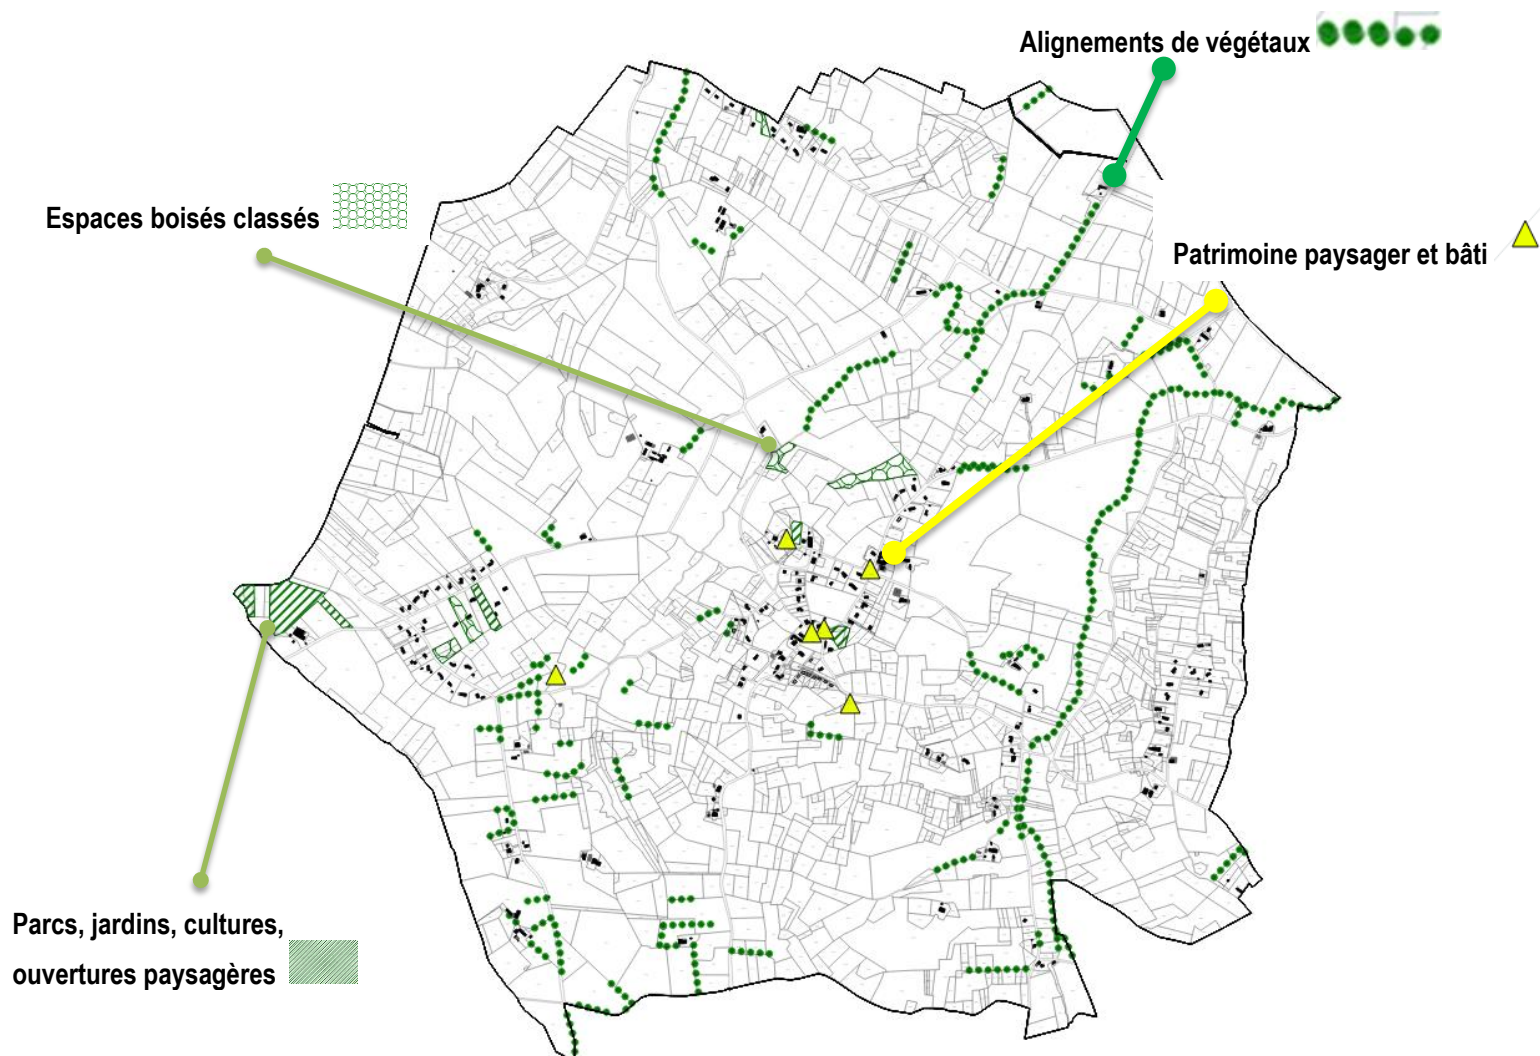 Alignements de végétaux
Espaces boisés classés
Patrimoine paysager et bâti
Parcs, jardins, cultures,
ouvertures paysagères